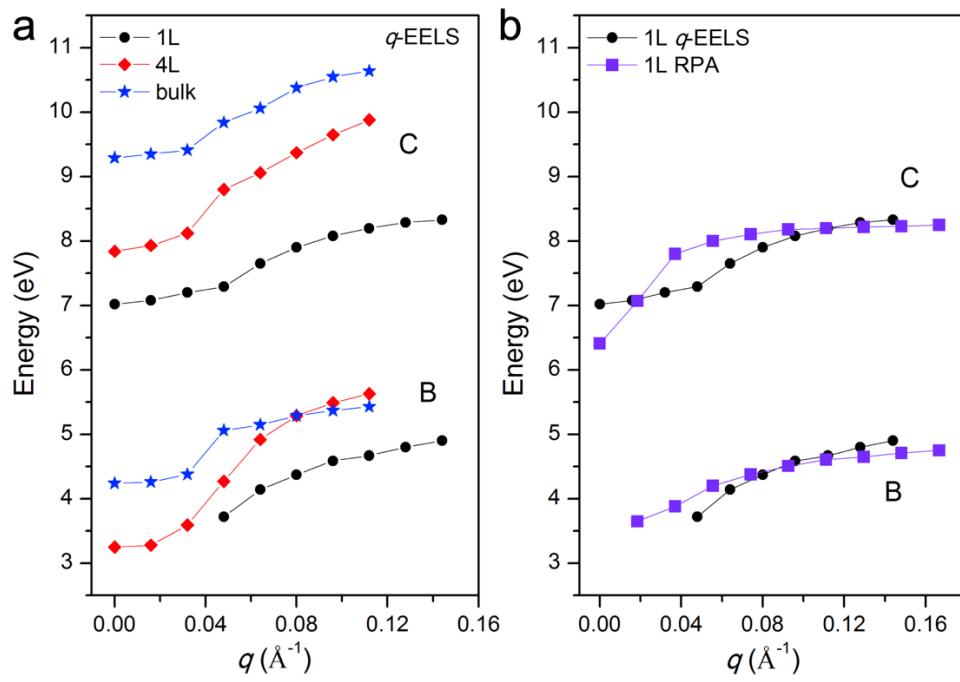 a
1L
4L
bulk
q-EELS
C
B
11
10
9
8
7
6
5
4
3
Energy (eV)
0.00
0.04
0.08
0.12
0.16
q (Å⁻¹)
b
1L q-EELS
1L RPA
C
B
11
10
9
8
7
6
5
4
3
Energy (eV)
0.00
0.04
0.08
0.12
0.16
q (Å⁻¹)